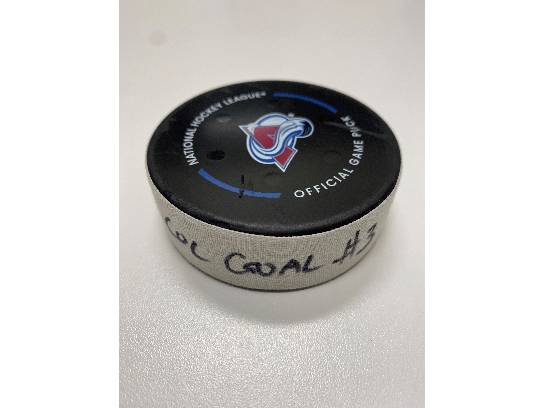 NATIONAL HOCKEY LEAGUE®
OFFICIAL GAME PUCK
COL GOAL #3